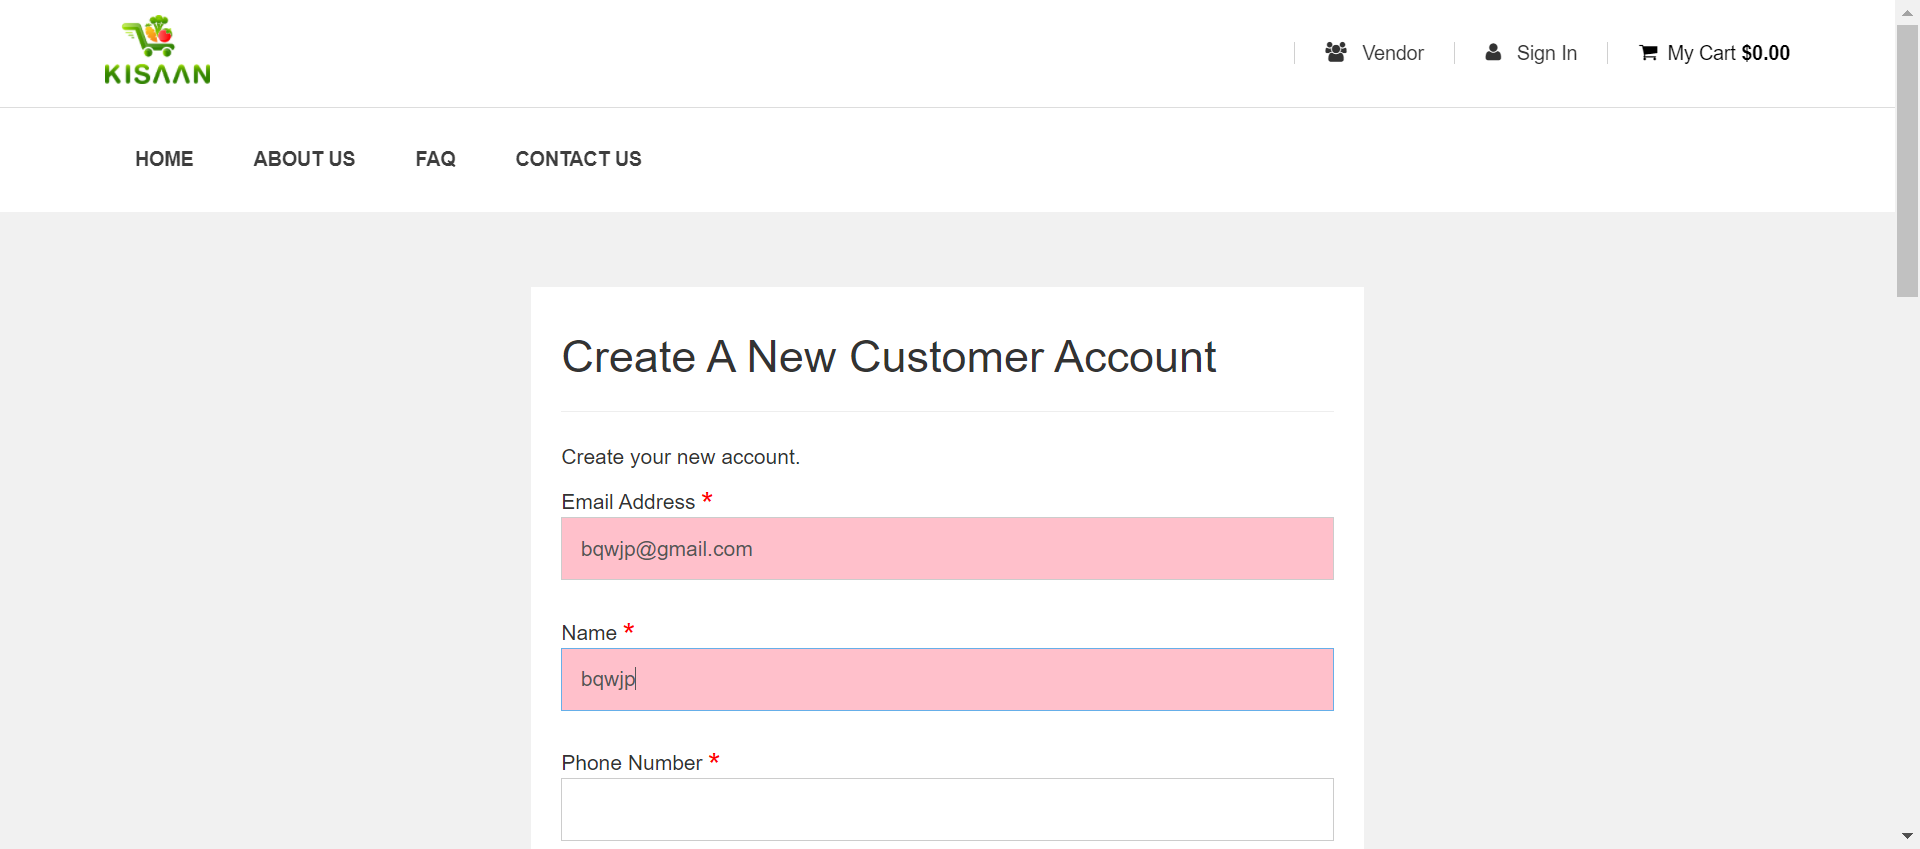 KISAAN
Vendor
Sign In
My Cart $0.00
HOME
ABOUT US
FAQ
CONTACT US
Create A New Customer Account
Create your new account.
Email Address *
bqwjp@gmail.com
Name *
bqwjp
Phone Number *